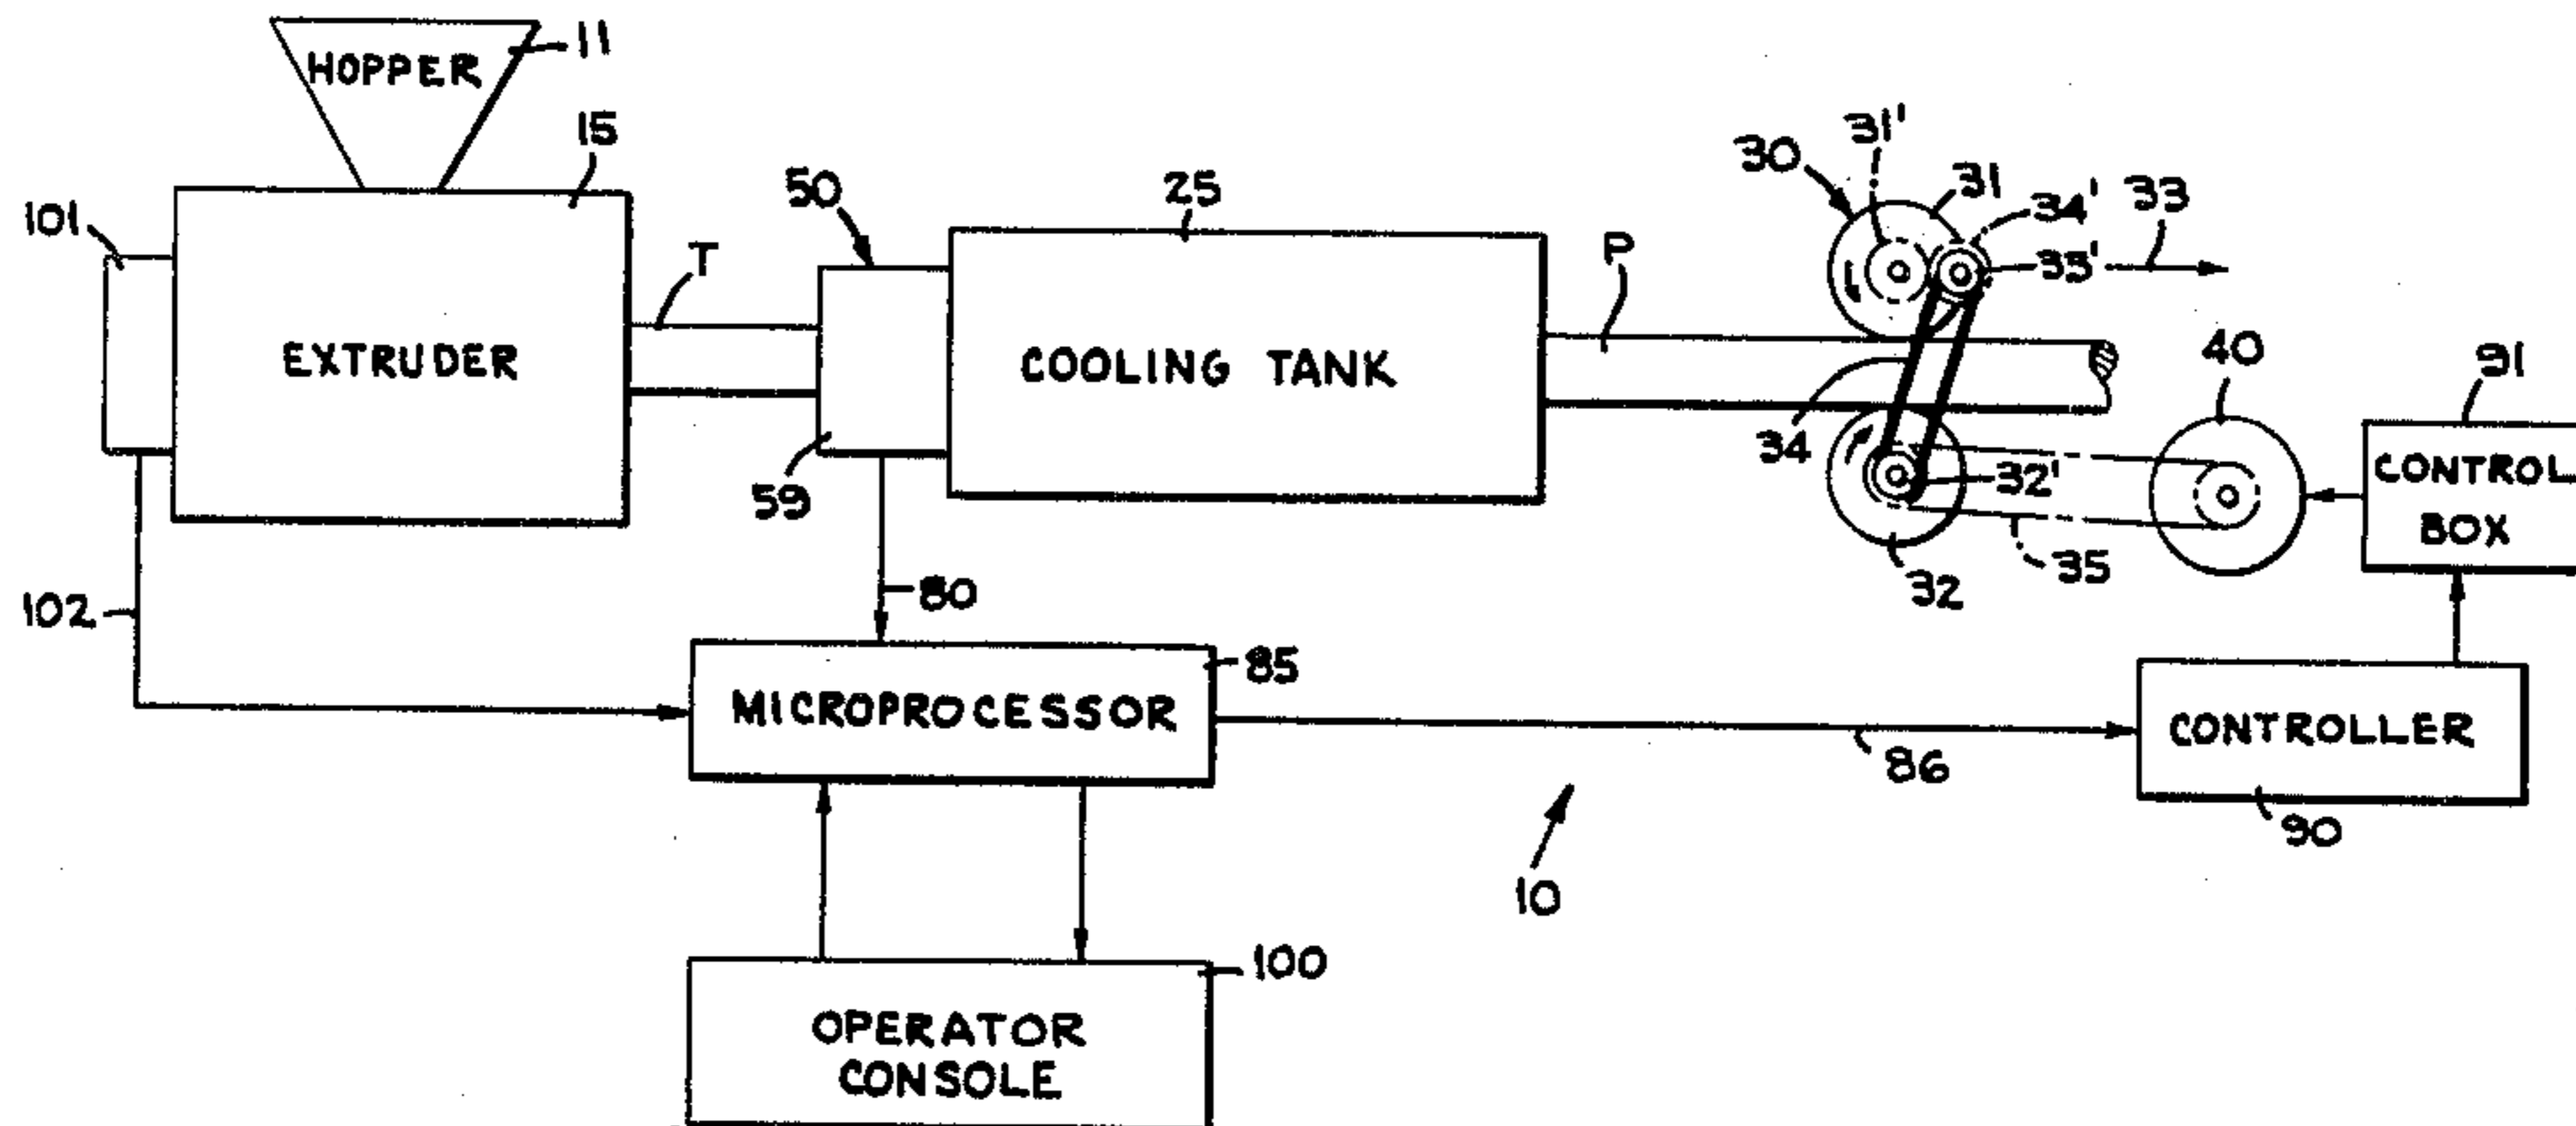 HOPPER
11
15
101
EXTRUDER
T
50
59
25
COOLING TANK
P
30
31'
31
34'
33
33'
34
32'
32
35
40
91
CONTROL
BOX
102
80
85
MICROPROCESSOR
86
CONTROLLER
90
10
100
OPERATOR
CONSOLE